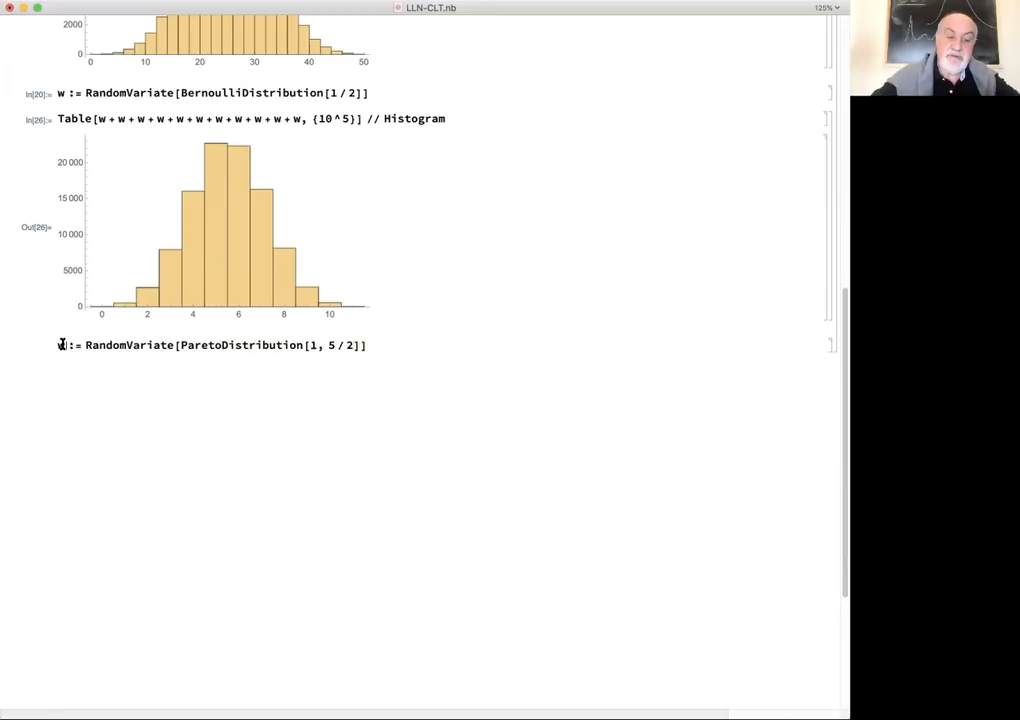 LLN-CLT.nb
125%
2000
0
0 10 20 30 40 50
In[20]:= w := RandomVariate[BernoulliDistribution[1 / 2]]
In[26]:= Table[w + w + w + w + w + w + w + w + w + w + w, {10^5}] // Histogram
20 000
15 000
Out[26]=
10 000
5000
0
0 2 4 6 8 10
:= RandomVariate[ParetoDistribution[1, 5 / 2]]